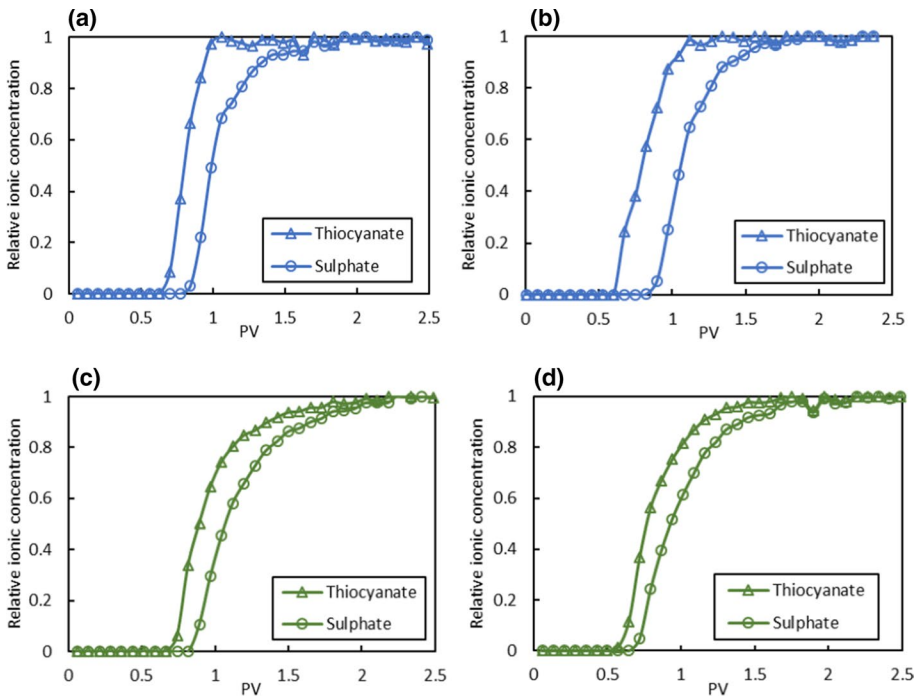 (a)
Relative ionic concentration
1
0.8
0.6
0.4
0.2
0
0 0.5 1 1.5 2 2.5
PV
Thiocyanate
Sulphate
(b)
Relative ionic concentration
1
0.8
0.6
0.4
0.2
0
0 0.5 1 1.5 2 2.5
PV
Thiocyanate
Sulphate
(c)
Relative ionic concentration
1
0.8
0.6
0.4
0.2
0
0 0.5 1 1.5 2 2.5
PV
Thiocyanate
Sulphate
(d)
Relative ionic concentration
1
0.8
0.6
0.4
0.2
0
0 0.5 1 1.5 2 2.5
PV
Thiocyanate
Sulphate